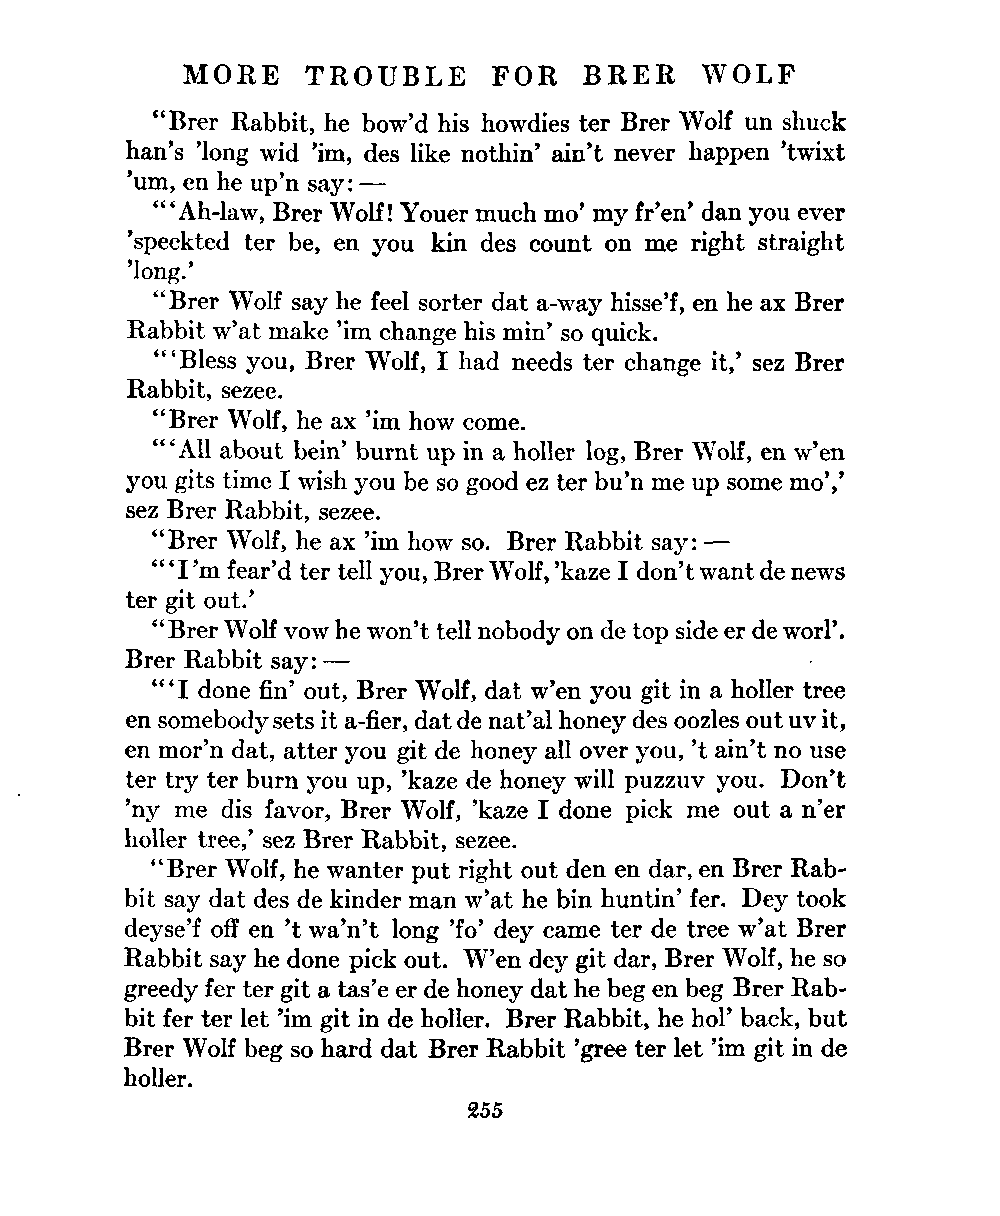 MORE TROUBLE FOR BRER WOLF
“Brer Rabbit, he bow’d his howdies ter Brer Wolf un shuck
han’s ’long wid ’im, des like nothin’ ain’t never happen ’twixt
’um, en he up’n say: —
“‘Ah-law, Brer Wolf! Youer much mo’ my fr’en’ dan you ever
’speckted ter be, en you kin des count on me right straight
’long.’
“Brer Wolf say he feel sorter dat a-way hisse’f, en he ax Brer
Rabbit w’at make ’im change his min’ so quick.
“‘Bless you, Brer Wolf, I had needs ter change it,’ sez Brer
Rabbit, sezee.
“Brer Wolf, he ax ’im how come.
“‘All about bein’ burnt up in a holler log, Brer Wolf, en w’en
you gits time I wish you be so good ez ter bu’n me up some mo’,’
sez Brer Rabbit, sezee.
“Brer Wolf, he ax ’im how so. Brer Rabbit say: —
“‘I’m fear’d ter tell you, Brer Wolf, ’kaze I don’t want de news
ter git out.’
“Brer Wolf vow he won’t tell nobody on de top side er de worl’.
Brer Rabbit say: —
“‘I done fin’ out, Brer Wolf, dat w’en you git in a holler tree
en somebody sets it a-fier, dat de nat’al honey des oozles out uv it,
en mor’n dat, atter you git de honey all over you, ’t ain’t no use
ter try ter burn you up, ’kaze de honey will puzzuv you. Don’t
’ny me dis favor, Brer Wolf, ’kaze I done pick me out a n’er
holler tree,’ sez Brer Rabbit, sezee.
“Brer Wolf, he wanter put right out den en dar, en Brer Rab-
bit say dat des de kinder man w’at he bin huntin’ fer. Dey took
deyse’f off en ’t wa’n’t long ’fo’ dey came ter de tree w’at Brer
Rabbit say he done pick out. W’en dey git dar, Brer Wolf, he so
greedy fer ter git a tas’e er de honey dat he beg en beg Brer Rab-
bit fer ter let ’im git in de holler. Brer Rabbit, he hol’ back, but
Brer Wolf beg so hard dat Brer Rabbit ’gree ter let ’im git in de
holler.
255